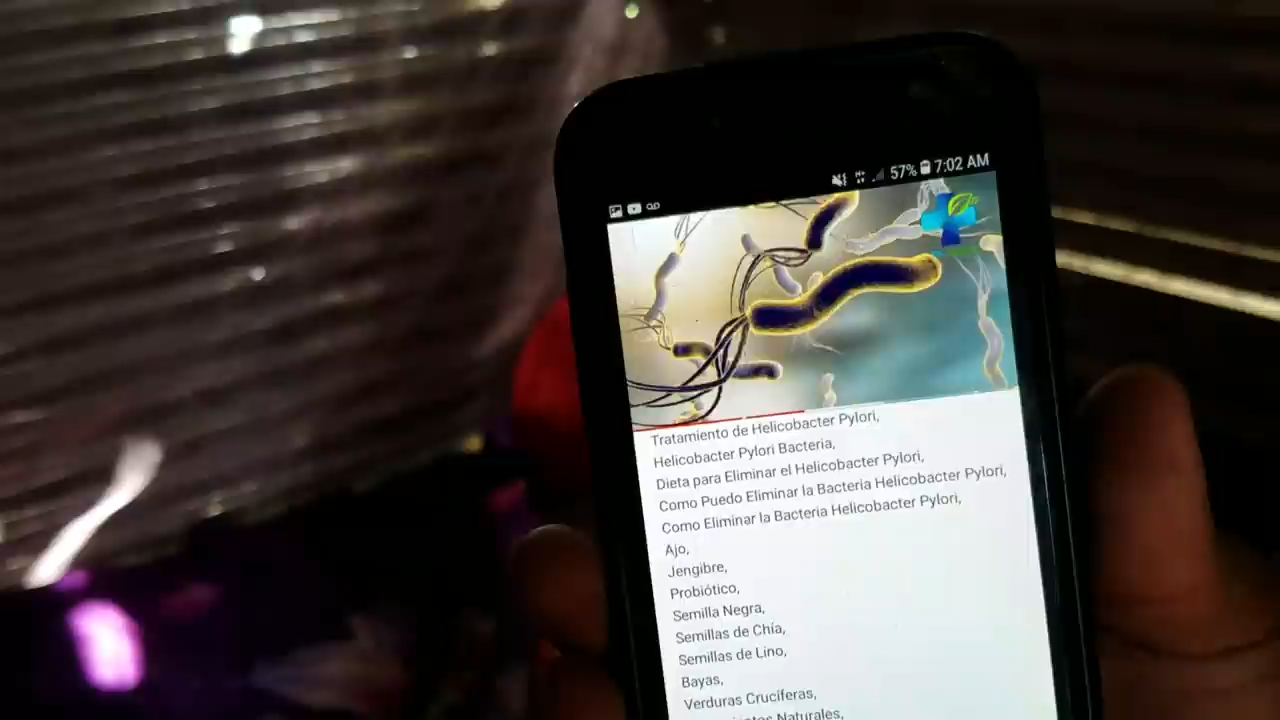 57% 7:02 AM
Tratamiento de Helicobacter Pylori,
Helicobacter Pylori Bacteria,
Dieta para Eliminar el Helicobacter Pylori,
Como Puedo Eliminar la Bacteria Helicobacter Pylori,
Como Eliminar la Bacteria Helicobacter Pylori,
Ajo,
Jengibre,
Probiótico,
Semilla Negra,
Semillas de Chía,
Semillas de Lino,
Bayas,
Verduras Crucíferas,
Naturales,